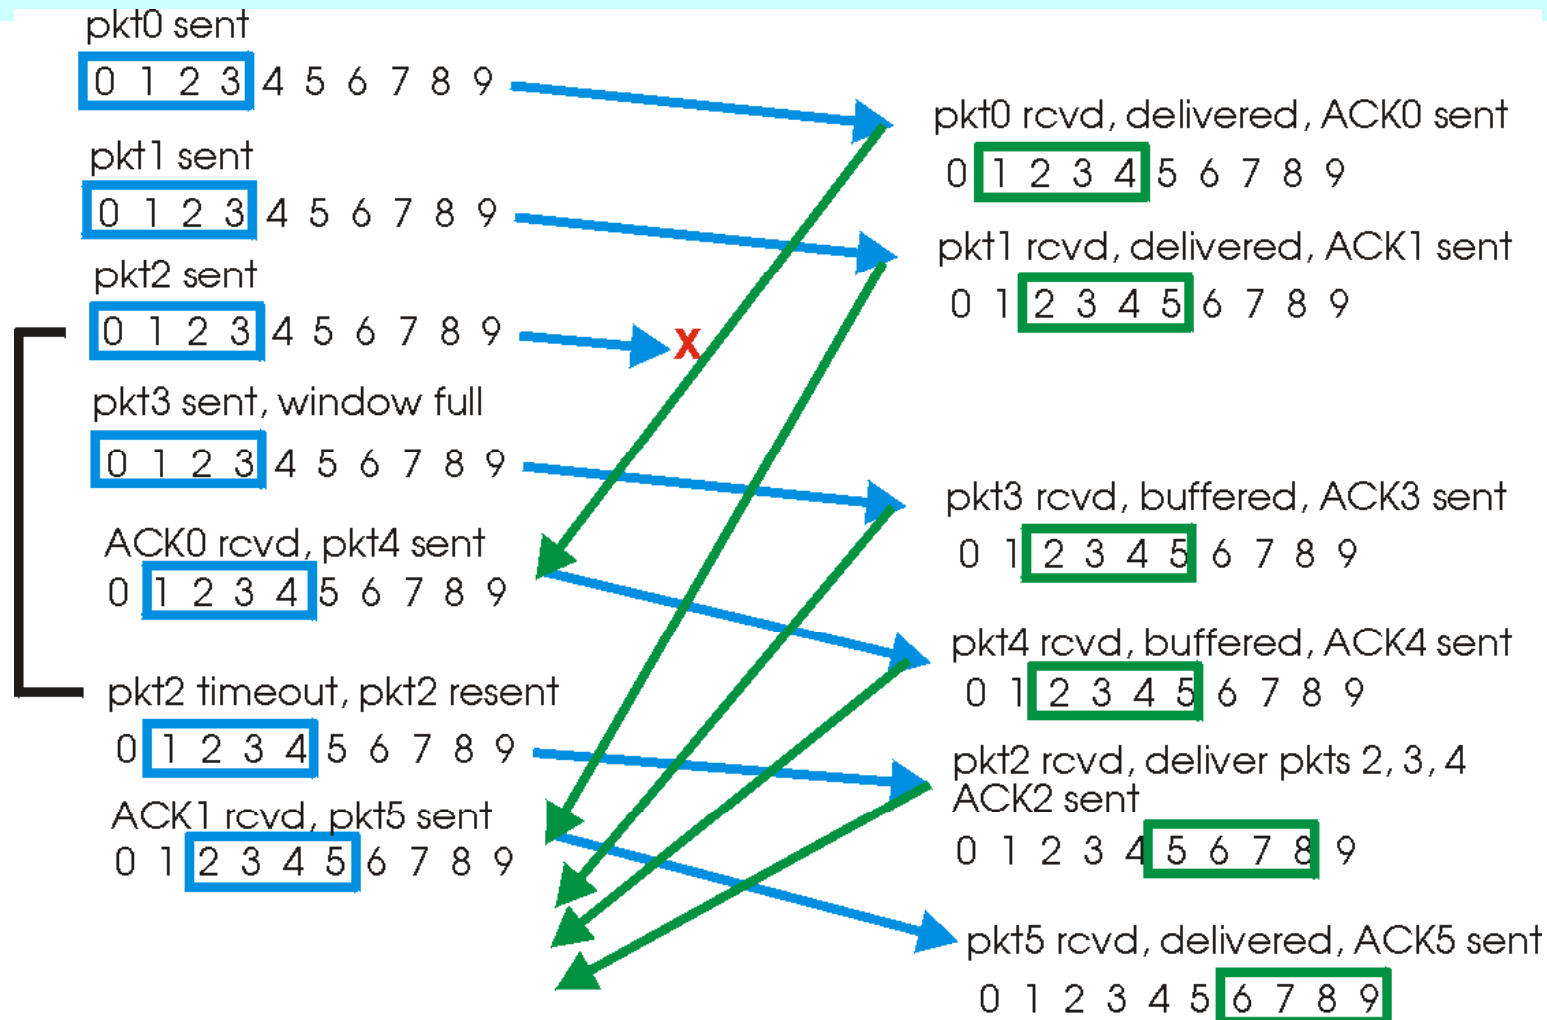 pkt0 sent
0 1 2 3 4 5 6 7 8 9
pkt1 sent
0 1 2 3 4 5 6 7 8 9
pkt2 sent
0 1 2 3 4 5 6 7 8 9
X
pkt3 sent, window full
0 1 2 3 4 5 6 7 8 9
ACK0 rcvd, pkt4 sent
0 1 2 3 4 5 6 7 8 9
pkt2 timeout, pkt2 resent
0 1 2 3 4 5 6 7 8 9
ACK1 rcvd, pkt5 sent
0 1 2 3 4 5 6 7 8 9
pkt0 rcvd, delivered, ACK0 sent
0 1 2 3 4 5 6 7 8 9
pkt1 rcvd, delivered, ACK1 sent
0 1 2 3 4 5 6 7 8 9
pkt3 rcvd, buffered, ACK3 sent
0 1 2 3 4 5 6 7 8 9
pkt4 rcvd, buffered, ACK4 sent
0 1 2 3 4 5 6 7 8 9
pkt2 rcvd, deliver pkts 2, 3, 4
ACK2 sent
0 1 2 3 4 5 6 7 8 9
pkt5 rcvd, delivered, ACK5 sent
0 1 2 3 4 5 6 7 8 9